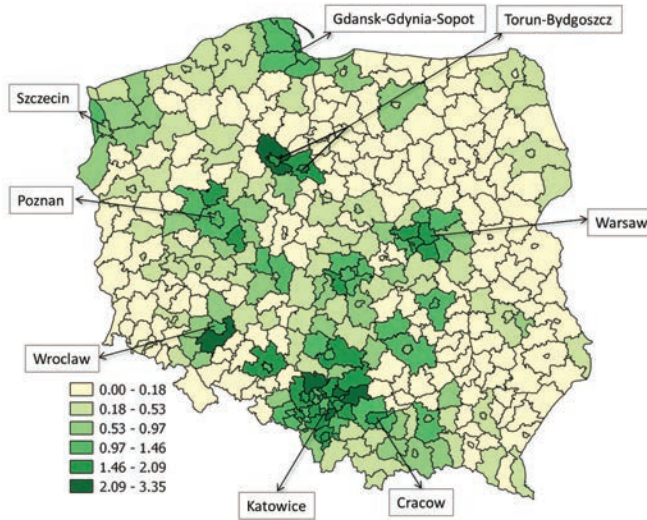 Gdansk-Gdynia-Sopot
Torun-Bydgoszcz
Szczecin
Poznan
Warsaw
Wroclaw
0.00 - 0.18
0.18 - 0.53
0.53 - 0.97
0.97 - 1.46
1.46 - 2.09
2.09 - 3.35
Katowice
Cracow